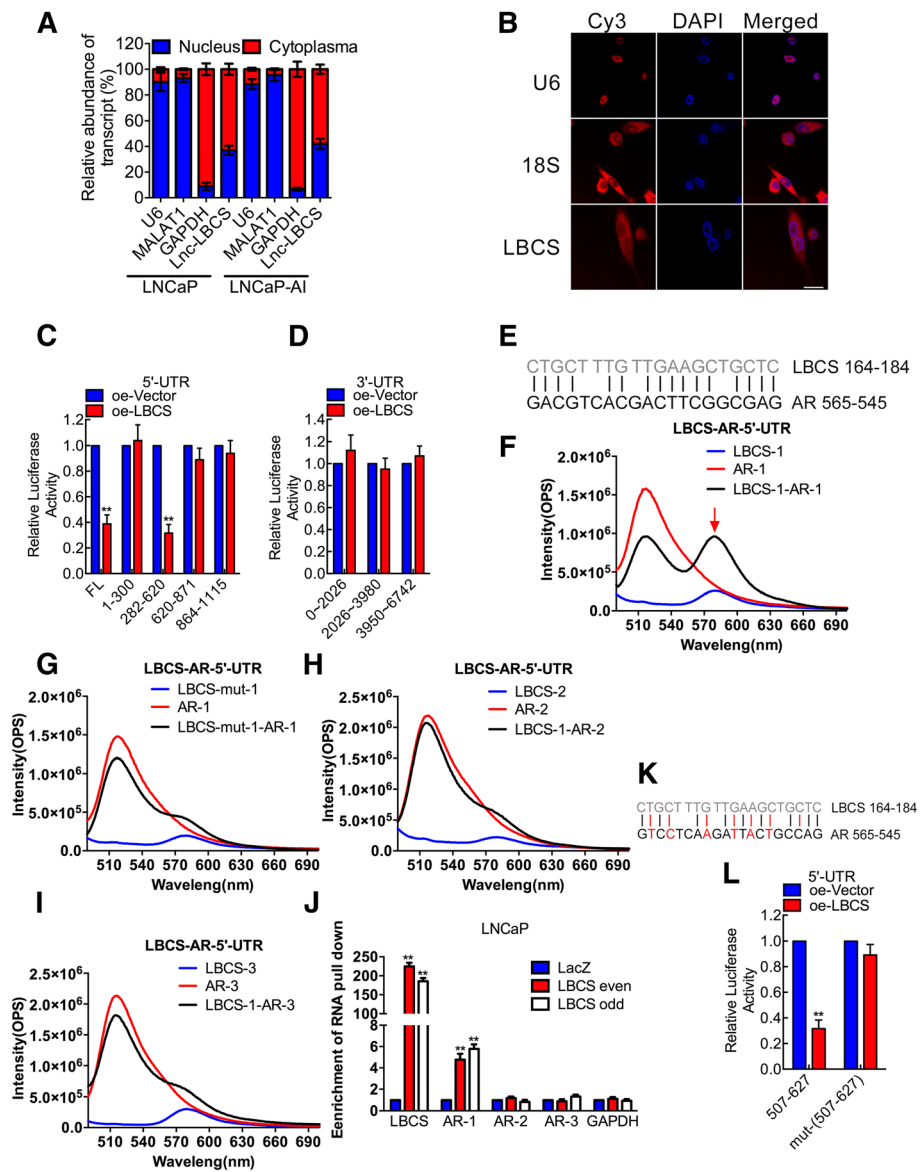 A
Relative abundance of transcript (%)
Nucleus
Cytoplasma
120
100
80
60
40
20
0
U6
MALAT1
GAPDH
Lnc-LBCS
U6
MALAT1
GAPDH
Lnc-LBCS
LNCaP
LNCaP-AI
B
Cy3
DAPI
Merged
U6
18S
LBCS
C
5'-UTR
oe-Vector
oe-LBCS
Relative Luciferase Activity
1.2
1.0
0.8
0.6
0.4
0.2
0.0
**
**
FL
1-300
282-620
620-871
864-1115
D
3'-UTR
oe-Vector
oe-LBCS
Relative Luciferase Activity
1.4
1.2
1.0
0.8
0.6
0.4
0.2
0.0
0~2026
2026~3980
3950~6742
E
CTGCT TTG TTGAAGCTGCTC LBCS 164-184
GACGTCACGACTTCGGCGAG AR 565-545
F
LBCS-AR-5'-UTR
LBCS-1
AR-1
LBCS-1-AR-1
Intensity(OPS)
2.0×10⁶
1.5×10⁶
1.0×10⁶
5.0×10⁵
0.0
510 540 570 600 630 660 690
Waveleng(nm)
G
LBCS-AR-5'-UTR
LBCS-mut-1
AR-1
LBCS-mut-1-AR-1
Intensity(OPS)
2.0×10⁶
1.5×10⁶
1.0×10⁶
5.0×10⁵
0.0
510 540 570 600 630 660 690
Waveleng(nm)
H
LBCS-AR-5'-UTR
LBCS-2
AR-2
LBCS-1-AR-2
Intensity(OPS)
2.5×10⁶
2.0×10⁶
1.5×10⁶
1.0×10⁶
5.0×10⁵
0.0
510 540 570 600 630 660 690
Waveleng(nm)
I
LBCS-AR-5'-UTR
LBCS-3
AR-3
LBCS-1-AR-3
Intensity(OPS)
2.5×10⁶
2.0×10⁶
1.5×10⁶
1.0×10⁶
5.0×10⁵
0.0
510 540 570 600 630 660 690
Waveleng(nm)
J
LNCaP
LacZ
LBCS even
LBCS odd
Eenrichment of RNA pull down
250
200
150
100
50
8
6
4
2
0
**
**
**
**
LBCS
AR-1
AR-2
AR-3
GAPDH
K
CTGCT TTG TTGAAGCTGCTC LBCS 164-184
GTCCTCAAGATTACTGCCAG AR 565-545
L
5'-UTR
oe-Vector
oe-LBCS
Relative Luciferase Activity
1.2
1.0
0.8
0.6
0.4
0.2
0.0
**
507-627
mut-(507-627)